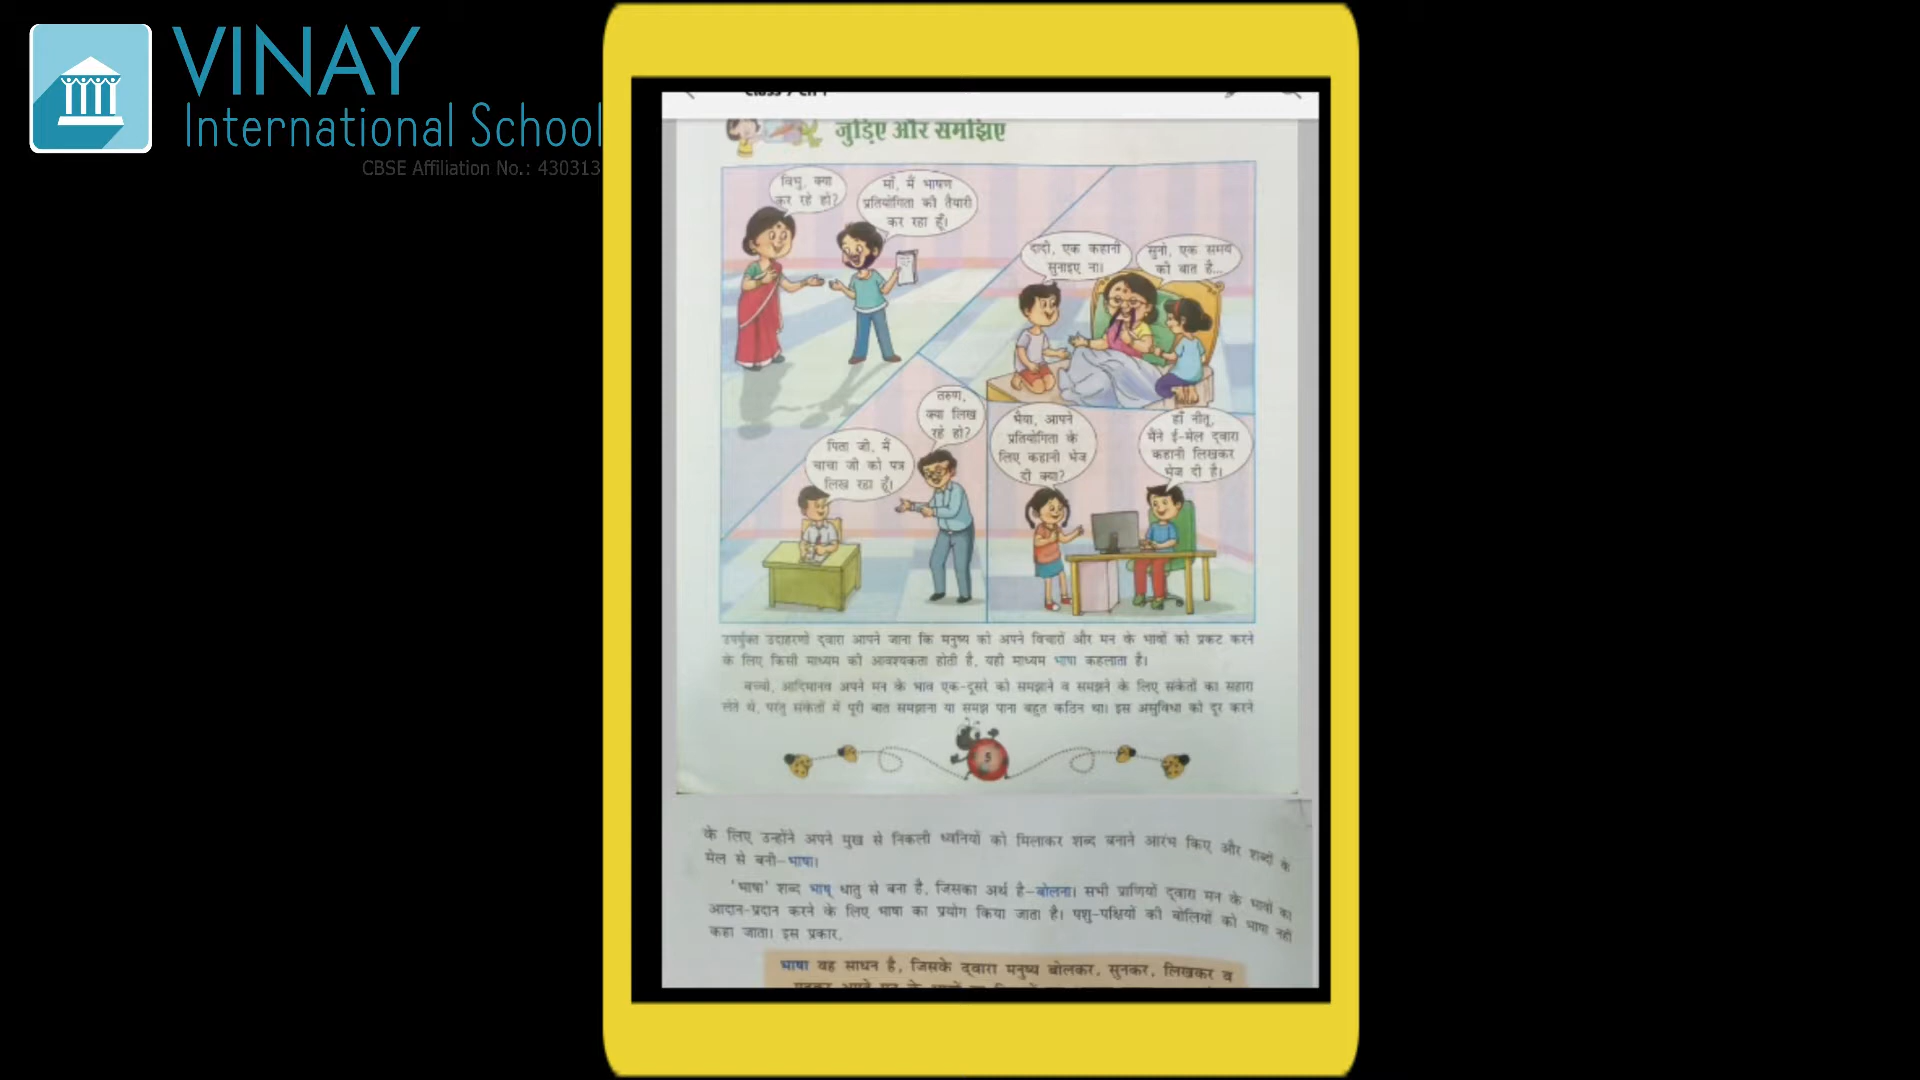 VINAY
International School
CBSE Affiliation No.: 430313
जुड़िए और समझिए
विभु, क्या
कर रहे हो?
माँ, मैं भाषण
प्रतियोगिता की तैयारी
कर रहा हूँ।
दादी, एक कहानी
सुनाइए ना।
सुनो, एक समय
की बात है...
तरुण,
क्या लिख
रहे हो?
पिता जी, मैं
चाचा जी को पत्र
लिख रहा हूँ।
भैया, आपने
प्रतियोगिता के
लिए कहानी भेज
दी क्या?
हाँ नीतू,
मैंने ई-मेल द्वारा
कहानी लिखकर
भेज दी है।
उपर्युक्त उदाहरणों द्वारा आपने जाना कि मनुष्य को अपने विचारों और मन के भावों को प्रकट करने
के लिए किसी माध्यम की आवश्यकता होती है, यही माध्यम भाषा कहलाता है।
बच्चो, आदिमानव अपने मन के भाव एक-दूसरे को समझाने व समझने के लिए संकेतों का सहारा
लेते थे, परंतु संकेतों में पूरी बात समझाना या समझ पाना बहुत कठिन था। इस असुविधा को दूर करने
5
के लिए उन्होंने अपने मुख से निकली ध्वनियों को मिलाकर शब्द बनाने आरंभ किए और शब्दों के
मेल से बनी–भाषा।
'भाषा' शब्द भाष् धातु से बना है, जिसका अर्थ है–बोलना। सभी प्राणियों द्वारा मन के भावों का
आदान-प्रदान करने के लिए भाषा का प्रयोग किया जाता है। पशु-पक्षियों की बोलियों को भाषा नहीं
कहा जाता। इस प्रकार,
भाषा वह साधन है, जिसके द्वारा मनुष्य बोलकर, सुनकर, लिखकर व